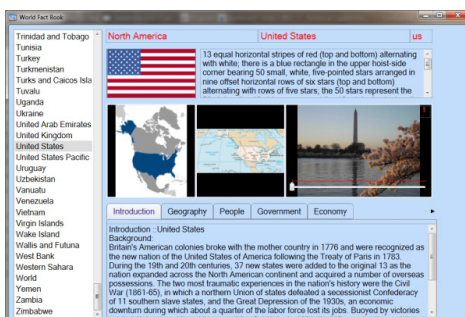 World Fact Book
North America
United States
us
Trinidad and Tobago
Tunisia
Turkey
Turkmenistan
Turks and Caicos Isla
Tuvalu
Uganda
Ukraine
United Arab Emirates
United Kingdom
United States
United States Pacific
Uruguay
Uzbekistan
Vanuatu
Venezuela
Vietnam
Virgin Islands
Wake Island
Wallis and Futuna
West Bank
Western Sahara
World
Yemen
Zambia
Zimbabwe
13 equal horizontal stripes of red (top and bottom) alternating
with white; there is a blue rectangle in the upper hoist-side
corner bearing 50 small, white, five-pointed stars arranged in
nine offset horizontal rows of six stars (top and bottom)
alternating with rows of five stars; the 50 stars represent the
Introduction
Geography
People
Government
Economy
Introduction ::United States
Background:
Britain's American colonies broke with the mother country in 1776 and were recognized as
the new nation of the United States of America following the Treaty of Paris in 1783.
During the 19th and 20th centuries, 37 new states were added to the original 13 as the
nation expanded across the North American continent and acquired a number of overseas
possessions. The two most traumatic experiences in the nation's history were the Civil
War (1861-65), in which a northern Union of states defeated a secessionist Confederacy
of 11 southern slave states, and the Great Depression of the 1930s, an economic
downturn during which about a quarter of the labor force lost its jobs. Buoyed by victories